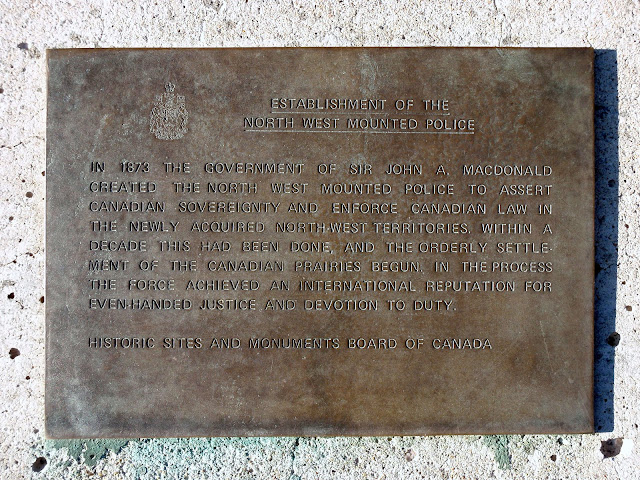 ESTABLISHMENT OF THE
NORTH WEST MOUNTED POLICE
IN 1873 THE GOVERNMENT OF SIR JOHN A. MACDONALD
CREATED THE NORTH WEST MOUNTED POLICE TO ASSERT
CANADIAN SOVEREIGNTY AND ENFORCE CANADIAN LAW IN
THE NEWLY ACQUIRED NORTH-WEST TERRITORIES. WITHIN A
DECADE THIS HAD BEEN DONE, AND THE ORDERLY SETTLE-
MENT OF THE CANADIAN PRAIRIES BEGUN. IN THE PROCESS
THE FORCE ACHIEVED AN INTERNATIONAL REPUTATION FOR
EVEN-HANDED JUSTICE AND DEVOTION TO DUTY.
HISTORIC SITES AND MONUMENTS BOARD OF CANADA